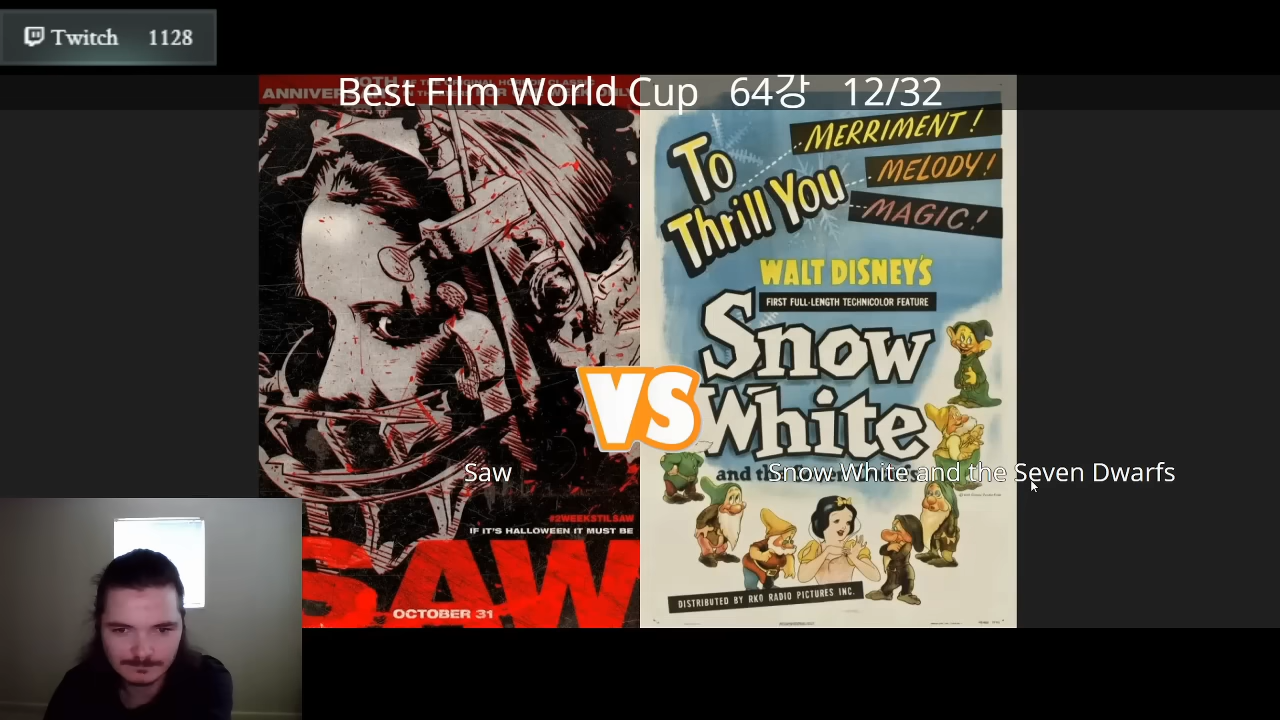 Twitch 1128
Best Film World Cup 64강 12/32
ANNIVER
To
Thrill You
MERRIMENT!
MELODY!
MAGIC!
WALT DISNEY'S
FIRST FULL-LENGTH TECHNICOLOR FEATURE
Snow
White
VS
Saw
Snow White and the Seven Dwarfs
#2WEEKSTILSAW
IF IT'S HALLOWEEN IT MUST BE
SAW
OCTOBER 31
DISTRIBUTED BY RKO RADIO PICTURES INC.